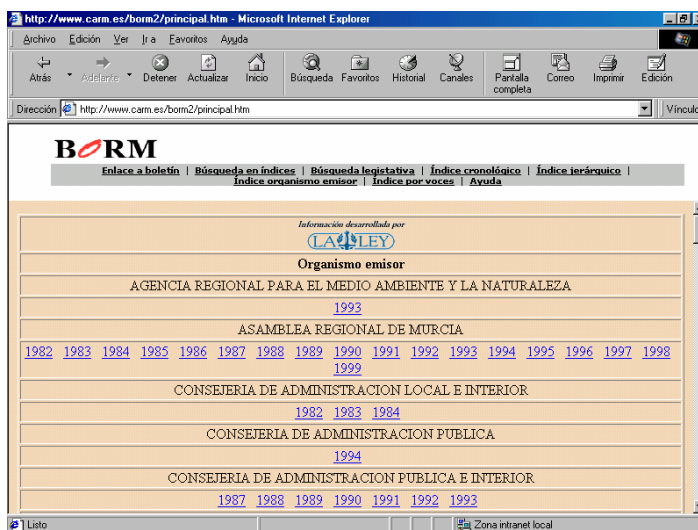 http://www.carm.es/borm2/principal.htm - Microsoft Internet Explorer
Archivo Edición Ver Ir a Favoritos Ayuda
Atrás Adelante Detener Actualizar Inicio Búsqueda Favoritos Historial Canales Pantalla completa Correo Imprimir Edición
Dirección http://www.carm.es/borm2/principal.htm Vínculo
BORM
Enlace a boletín | Búsqueda en índices | Búsqueda legistativa | Índice cronológico | Índice jerárquico |
Índice organismo emisor | Índice por voces | Ayuda
Información desarrollada por
LA LEY
Organismo emisor
AGENCIA REGIONAL PARA EL MEDIO AMBIENTE Y LA NATURALEZA
1993
ASAMBLEA REGIONAL DE MURCIA
1982 1983 1984 1985 1986 1987 1988 1989 1990 1991 1992 1993 1994 1995 1996 1997 1998
1999
CONSEJERIA DE ADMINISTRACION LOCAL E INTERIOR
1982 1983 1984
CONSEJERIA DE ADMINISTRACION PUBLICA
1994
CONSEJERIA DE ADMINISTRACION PUBLICA E INTERIOR
1987 1988 1989 1990 1991 1992 1993
Listo Zona intranet local